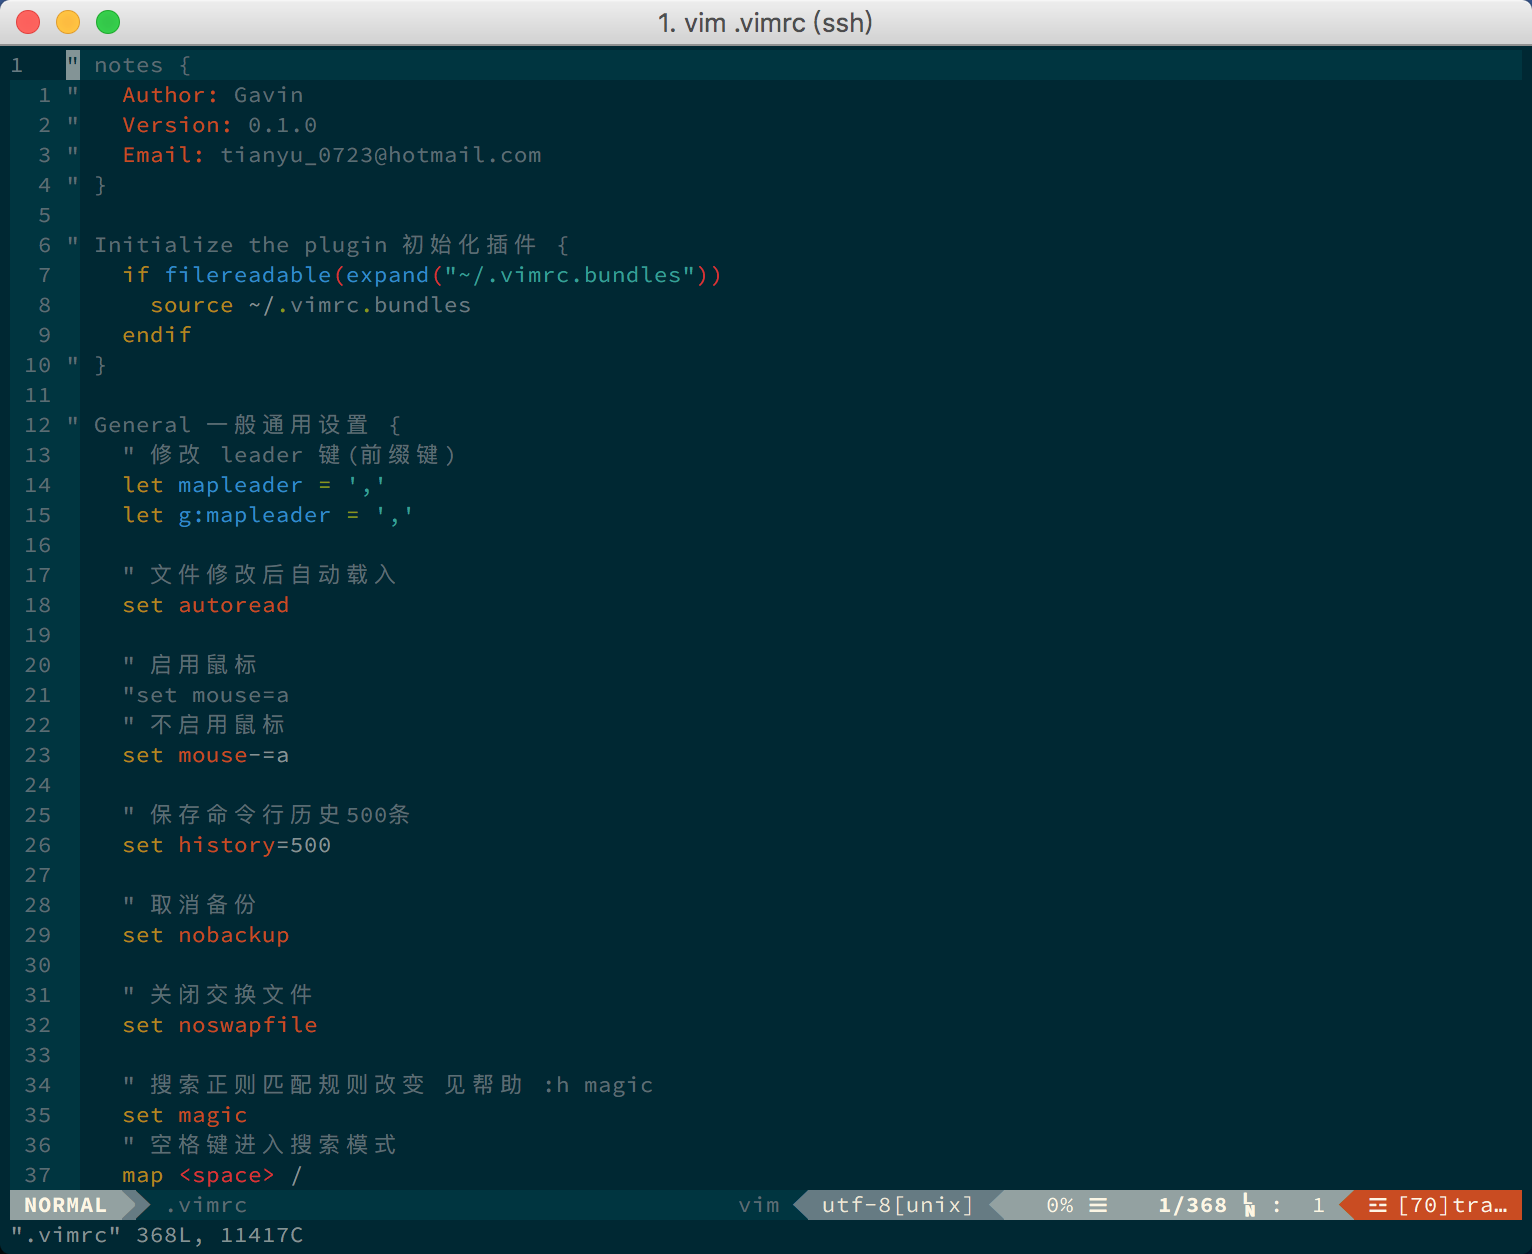 1. vim .vimrc (ssh)
1 " notes {
1 " Author: Gavin
2 " Version: 0.1.0
3 " Email: tianyu_0723@hotmail.com
4 " }
5
6 " Initialize the plugin 初始化插件 {
7 if filereadable(expand("~/.vimrc.bundles"))
8 source ~/.vimrc.bundles
9 endif
10 " }
11
12 " General 一般通用设置 {
13 " 修改 leader 键(前缀键)
14 let mapleader = ','
15 let g:mapleader = ','
16
17 " 文件修改后自动载入
18 set autoread
19
20 " 启用鼠标
21 "set mouse=a
22 " 不启用鼠标
23 set mouse-=a
24
25 " 保存命令行历史500条
26 set history=500
27
28 " 取消备份
29 set nobackup
30
31 " 关闭交换文件
32 set noswapfile
33
34 " 搜索正则匹配规则改变 见帮助 :h magic
35 set magic
36 " 空格键进入搜索模式
37 map <space> /
NORMAL .vimrc vim utf-8[unix] 0% ☰ 1/368 LN : 1 ☲ [70]tra…
".vimrc" 368L, 11417C